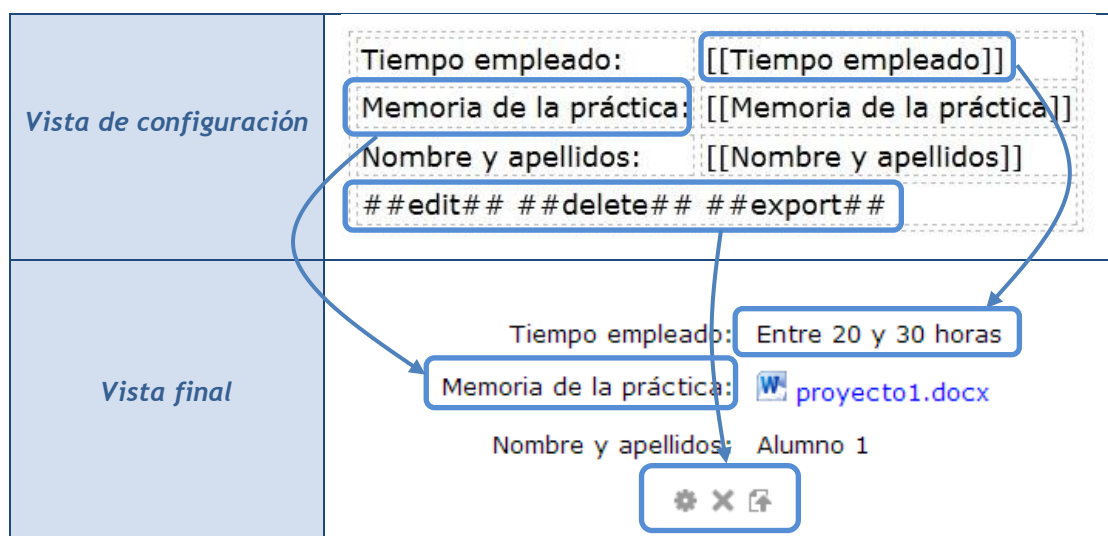 Vista de configuración
Tiempo empleado: [[Tiempo empleado]]
Memoria de la práctica: [[Memoria de la práctica]]
Nombre y apellidos: [[Nombre y apellidos]]
##edit## ##delete## ##export##
Vista final
Tiempo empleado: Entre 20 y 30 horas
Memoria de la práctica: proyecto1.docx
Nombre y apellidos: Alumno 1